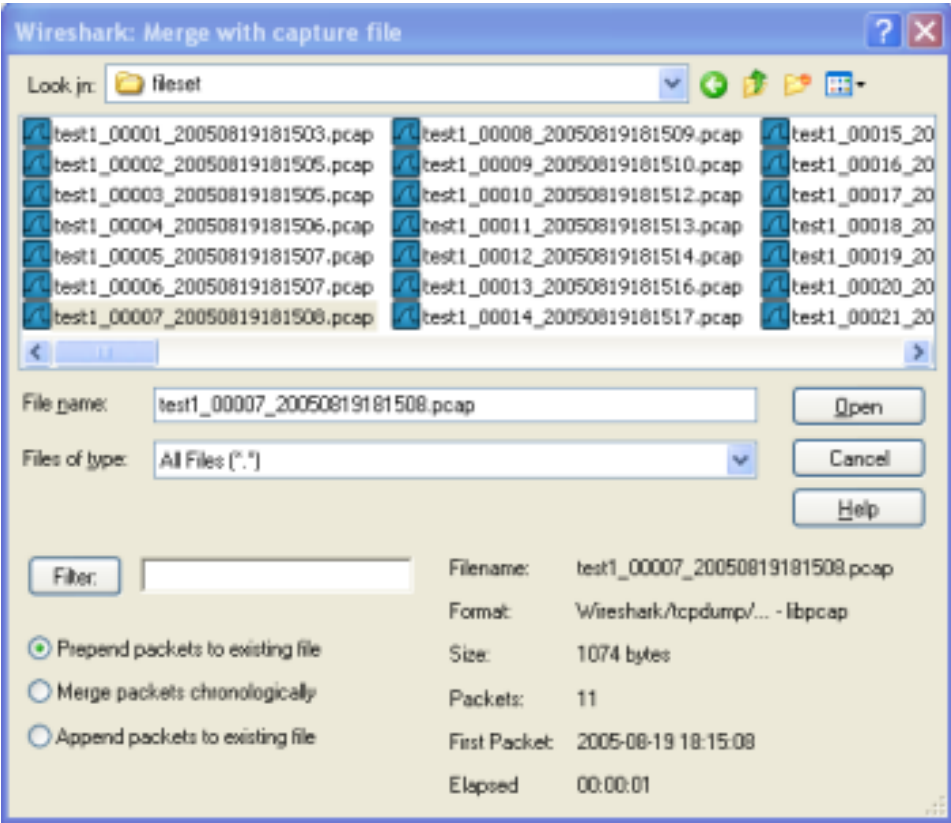 Wireshark: Merge with capture file
Look in: fileset
test1_00001_20050819181503.pcap
test1_00002_20050819181505.pcap
test1_00003_20050819181505.pcap
test1_00004_20050819181506.pcap
test1_00005_20050819181507.pcap
test1_00006_20050819181507.pcap
test1_00007_20050819181508.pcap
test1_00008_20050819181509.pcap
test1_00009_20050819181510.pcap
test1_00010_20050819181512.pcap
test1_00011_20050819181513.pcap
test1_00012_20050819181514.pcap
test1_00013_20050819181516.pcap
test1_00014_20050819181517.pcap
test1_00015_20
test1_00016_20
test1_00017_20
test1_00018_20
test1_00019_20
test1_00020_20
test1_00021_20
File name: test1_00007_20050819181508.pcap
Open
Files of type: All Files (*.*)
Cancel
Help
Filter:
Prepend packets to existing file
Merge packets chronologically
Append packets to existing file
Filename: test1_00007_20050819181508.pcap
Format: Wireshark/tcpdump/... - libpcap
Size: 1074 bytes
Packets: 11
First Packet: 2005-08-19 18:15:08
Elapsed 00:00:01